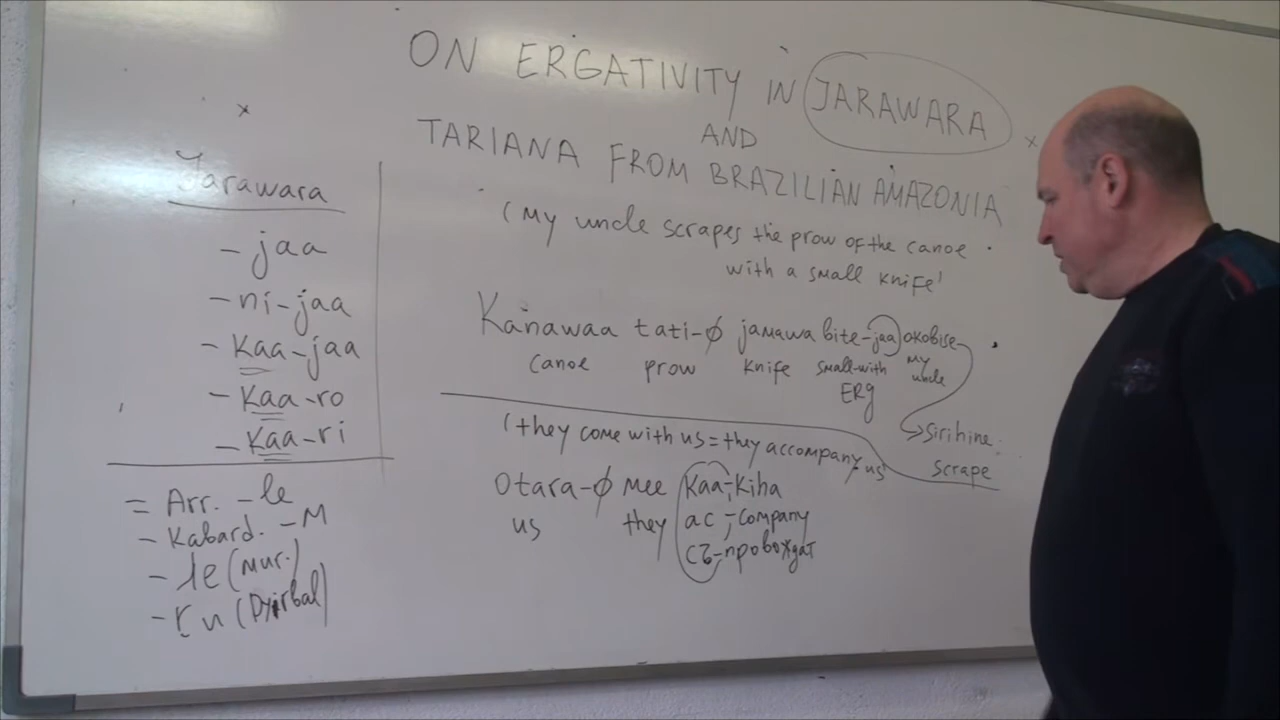 ON ERGATIVITY IN JARAWARA
AND
TARIANA FROM BRAZILIAN AMAZONIA
Jarawara
- jaa
- ni-jaa
- Kaa-jaa
- Kaa-ro
- Kaa-ri
= Arr. -le
- Kabard. -M
- le (Mur.)
(Dyirbal)
(My uncle scrapes the prow of the canoe
with a small knife'
Kanawaa tati-∅ jamawa bite-jaa okobise
canoe prow knife small-with my uncle
ERG
sirihine
scrape
(they come with us = they accompany us'
Otara-∅ mee Kaa-Kiha
us they ac-company
съ-провождат